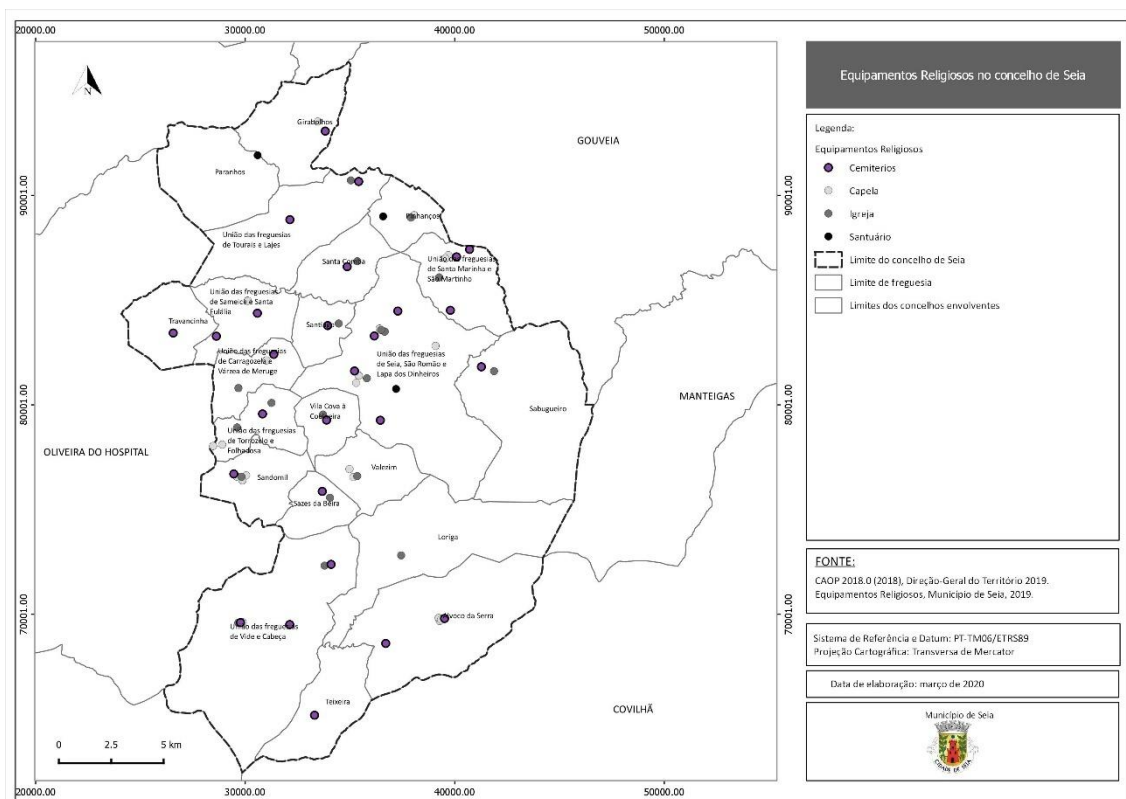 20000.00
30000.00
40000.00
50000.00
N
90001.00
80001.00
70001.00
90001.00
80001.00
70001.00
GOUVEIA
MANTEIGAS
COVILHÃ
OLIVEIRA DO HOSPITAL
Girabolhos
Paranhos
Pinhanços
União das freguesias
de Tourais e Lajes
Santa Comba
União das freguesias
de Santa Marinha e
São Martinho
União das freguesias
de Sameice e Santa
Eulália
Travancinha
Santiago
União das freguesias
de Carragozela e
Várzea de Meruge
União das freguesias
de Seia, São Romão e
Lapa dos Dinheiros
Sabugueiro
Vila Cova à
Coelheira
União das freguesias
de Torrozelo e
Folhadosa
Sandomil
Valezim
Sazes da Beira
Loriga
Alvoco da Serra
União das freguesias
de Vide e Cabeça
Teixeira
0 2.5 5 km
20000.00
30000.00
40000.00
50000.00
Equipamentos Religiosos no concelho de Seia
Legenda:
Equipamentos Religiosos
Cemiterios
Capela
Igreja
Santuário
Limite do concelho de Seia
Limite de freguesia
Limites dos concelhos envolventes
FONTE:
CAOP 2018.0 (2018), Direção-Geral do Território 2019.
Equipamentos Religiosos, Município de Seia, 2019.
Sistema de Referência e Datum: PT-TM06/ETRS89
Projeção Cartográfica: Transversa de Mercator
Data de elaboração: março de 2020
Município de Seia
CIDADE DE SEIA